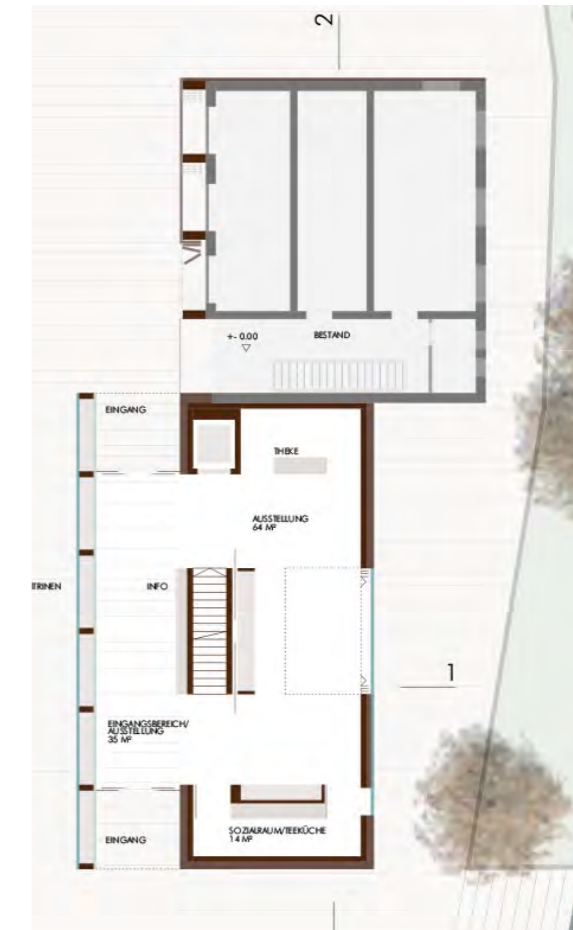 2
+- 0.00
BESTAND
EINGANG
THEKE
AUSSTELLUNG
64 M²
TRINEN
INFO
1
EINGANGSBEREICH/
AUSSTELLUNG
35 M²
SOZIALRAUM/TEEKÜCHE
14 M²
EINGANG